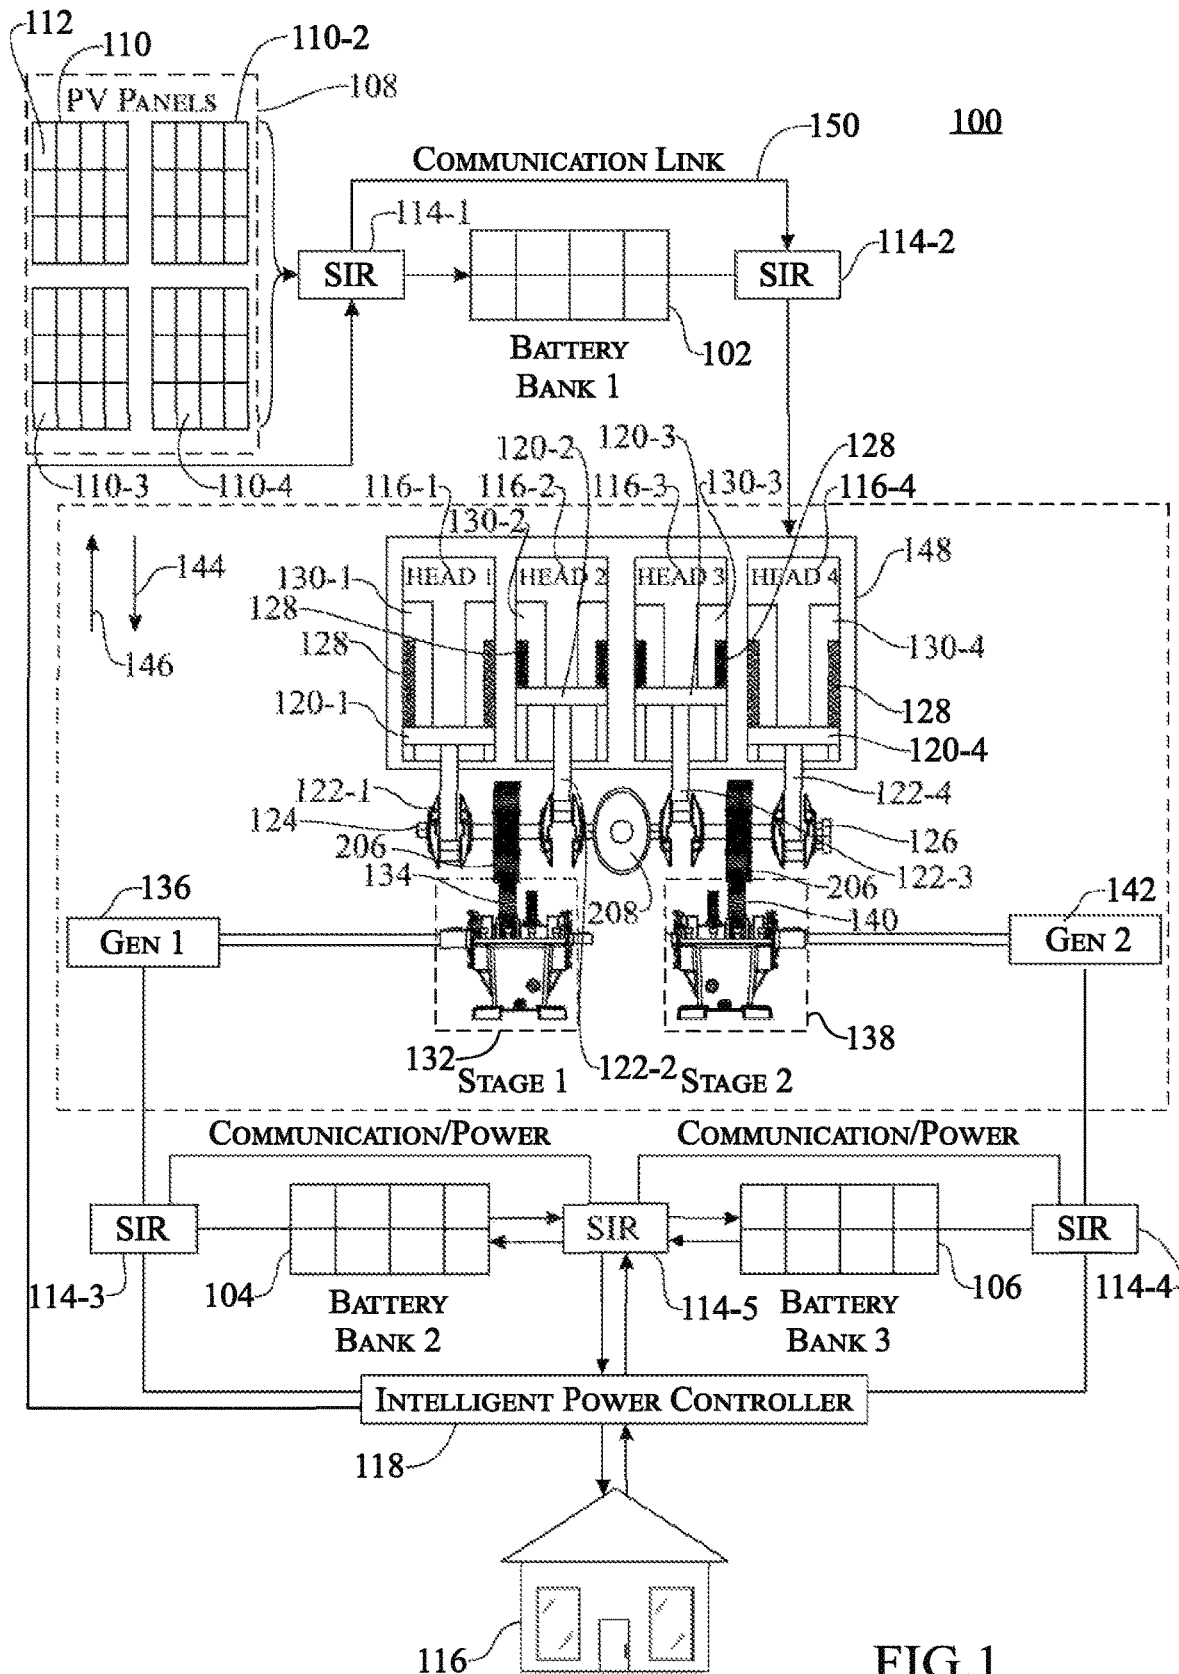 112
110
110-2
PV PANELS
108
100
150
COMMUNICATION LINK
114-1
114-2
SIR
SIR
BATTERY
BANK 1
102
110-3
110-4
120-2
120-3
128
116-1
116-2
116-3
130-3
116-4
130-2
144
146
148
HEAD 1
HEAD 2
HEAD 3
HEAD 4
130-1
128
128
130-4
128
120-1
120-4
122-1
122-4
124
126
206
134
208
206
122-3
140
136
142
GEN 1
GEN 2
132
138
STAGE 1
122-2
STAGE 2
COMMUNICATION/POWER
COMMUNICATION/POWER
SIR
SIR
SIR
114-3
104
BATTERY
BANK 2
114-5
BATTERY
BANK 3
106
114-4
INTELLIGENT POWER CONTROLLER
118
116
FIG.1